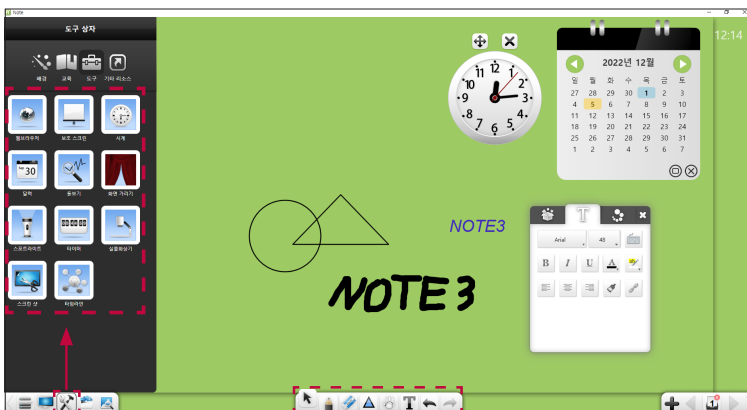 Note
도구 상자
배경 교육 도구 기타 리소스
웹브라우저 보조 스크린 시계
30
달력 돋보기 화면 가리기
00 00 00
스포트라이트 타이머 실물화상기
스크린 샷 타임라인
12 1 2 3 4 5 6 7 8 9 10 11
2022년 12월
일 월 화 수 목 금 토
27 28 29 30 1 2 3
4 5 6 7 8 9 10
11 12 13 14 15 16 17
18 19 20 21 22 23 24
25 26 27 28 29 30 31
1 2 3 4 5 6 7
12:14
NOTE3
T
Arial 48
B I U A
NOTE 3
T
1